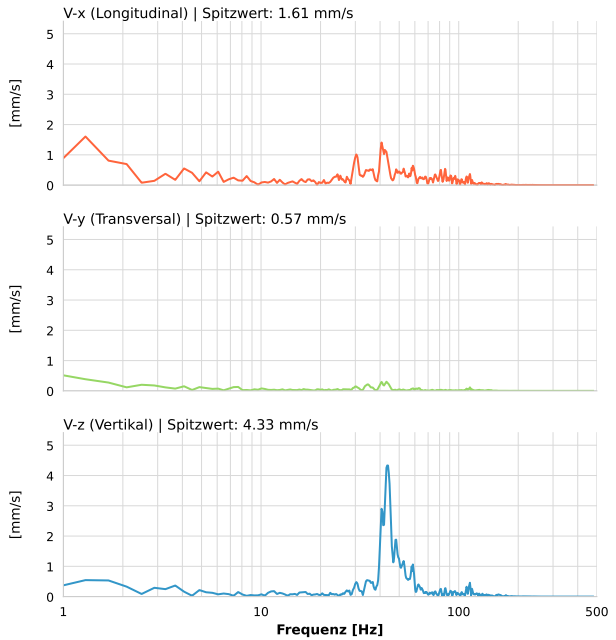 V-x (Longitudinal) | Spitzwert: 1.61 mm/s
5
4
3
2
1
0
[mm/s]
V-y (Transversal) | Spitzwert: 0.57 mm/s
5
4
3
2
1
0
[mm/s]
V-z (Vertikal) | Spitzwert: 4.33 mm/s
5
4
3
2
1
0
[mm/s]
1 10 100 500
Frequenz [Hz]